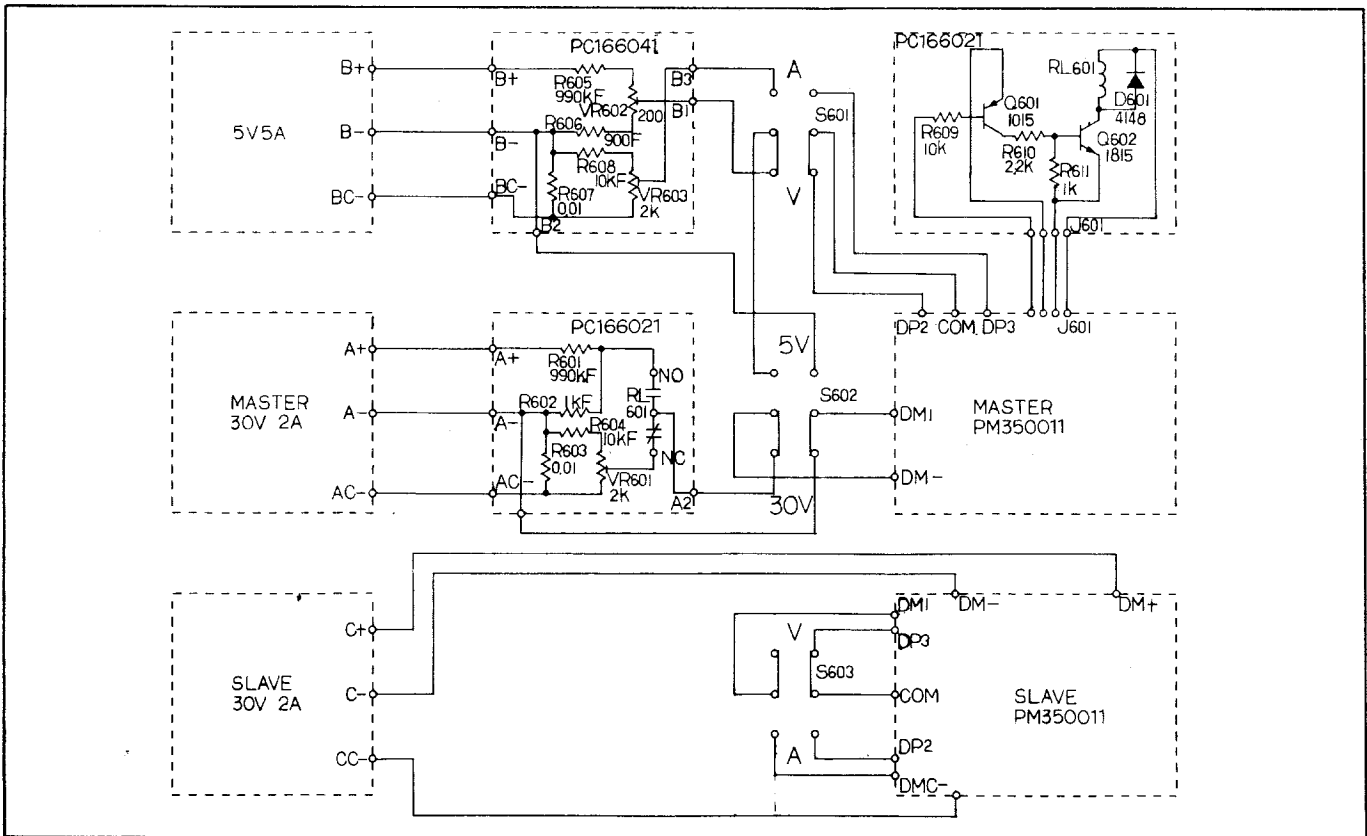 5V5A
B+
B-
BC-
PC166041
B+
R605
990KF
VR602
200
R606
900F
B-
R608
10KF
R607
0.01
VR603
2K
BC-
B2
B3
B1
A
S601
V
PC166021
RL601
D601
4148
Q601
1015
Q602
1815
R609
10K
R610
2.2K
R611
1K
J601
MASTER
30V 2A
A+
A-
AC-
PC166021
A+
R601
990KF
NO
RL
601
R602
1KF
A-
R604
10KF
R603
0.01
NC
VR601
2K
AC-
A2
5V
S602
30V
DP2 COM. DP3
J601
DM1
DM-
MASTER
PM350011
SLAVE
30V 2A
C+
C-
CC-
V
S603
A
DM1
DM-
DM+
DP3
COM
DP2
DMC-
SLAVE
PM350011